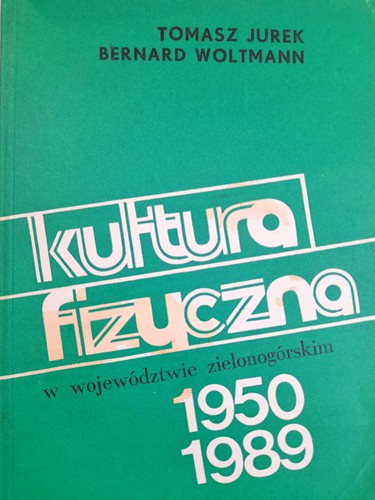 TOMASZ JUREK
BERNARD WOLTMANN
kultura
fizyczna
w województwie zielonogórskim
1950
1989